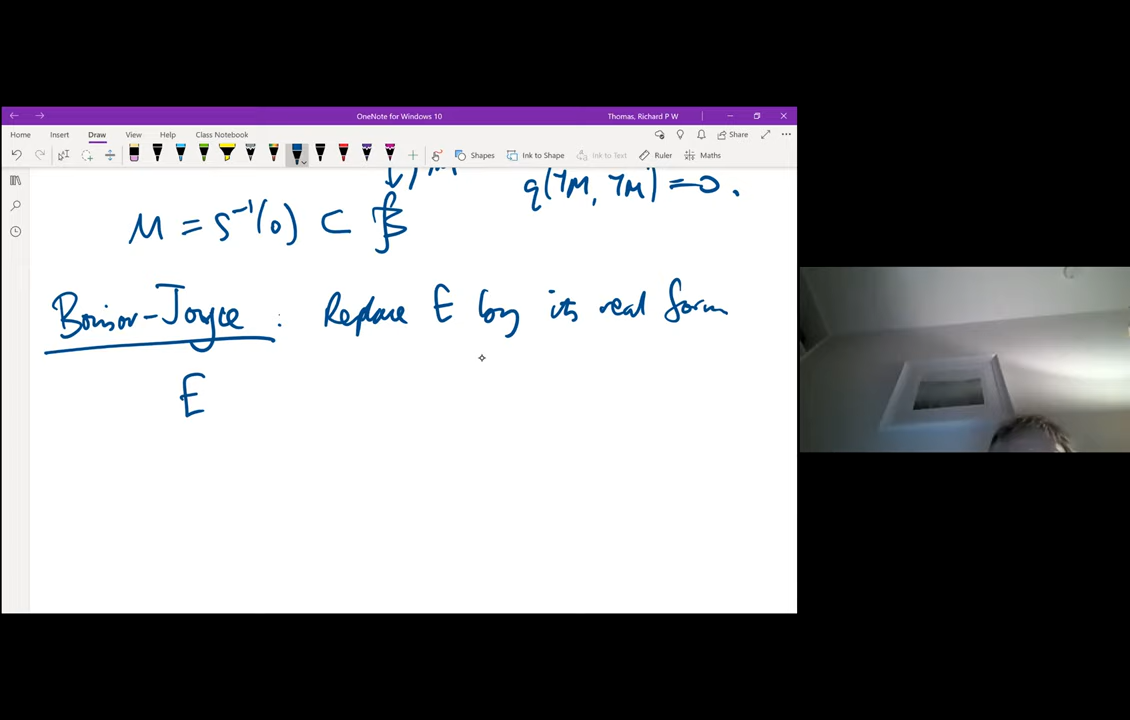 OneNote for Windows 10
Thomas, Richard P W
Home Insert Draw View Help Class Notebook Share
Shapes Ink to Shape Ink to Text Ruler Maths
q(γM, γM) = 0.
M = S⁻¹(0) ⊂
Borisov-Joyce : Replace E by its real form
E